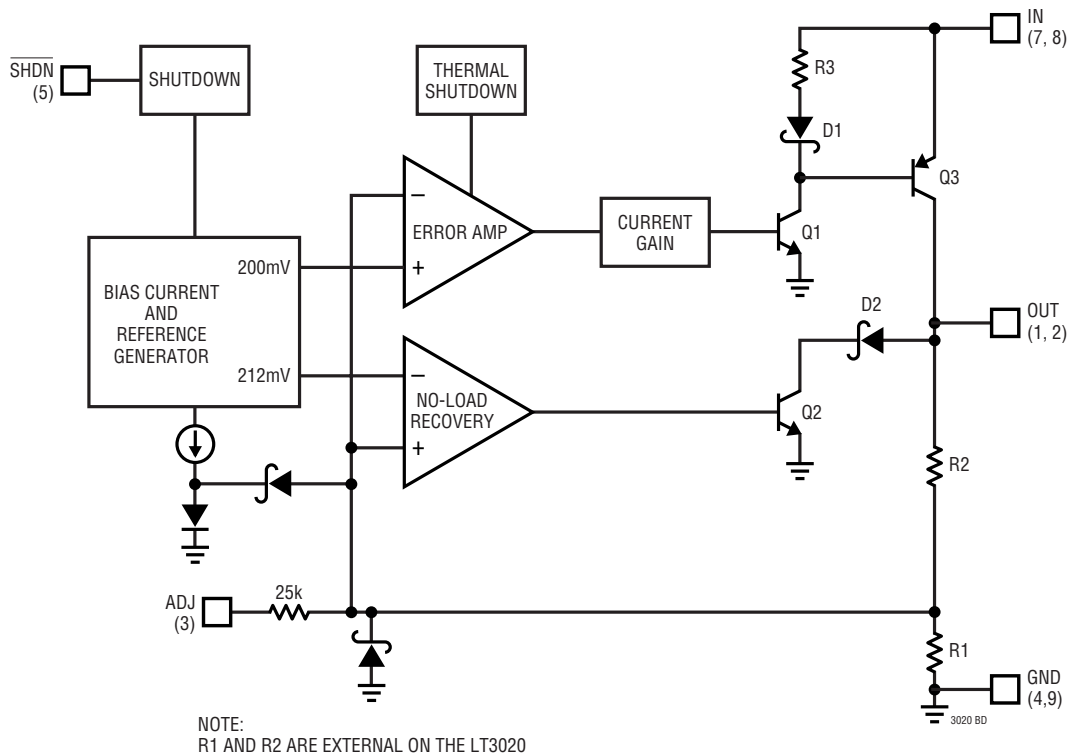 IN
(7, 8)
SHDN
(5)
SHUTDOWN
THERMAL
SHUTDOWN
R3
D1
Q3
−
ERROR AMP
+
CURRENT
GAIN
Q1
200mV
BIAS CURRENT
AND
REFERENCE
GENERATOR
212mV
D2
OUT
(1, 2)
−
NO-LOAD
RECOVERY
+
Q2
R2
25k
ADJ
(3)
R1
GND
(4,9)
3020 BD
NOTE:
R1 AND R2 ARE EXTERNAL ON THE LT3020